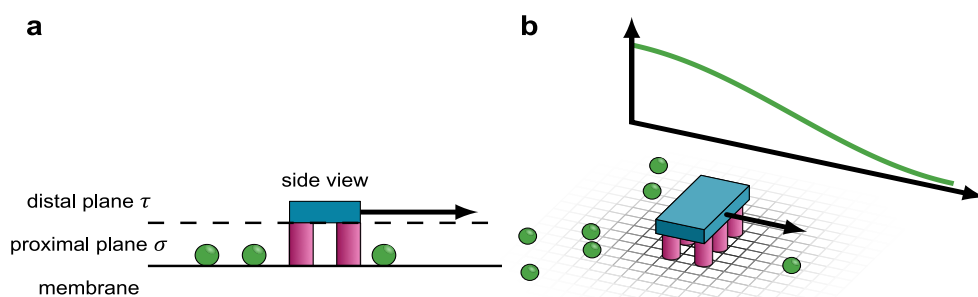 a
b
side view
distal plane τ
proximal plane σ
membrane